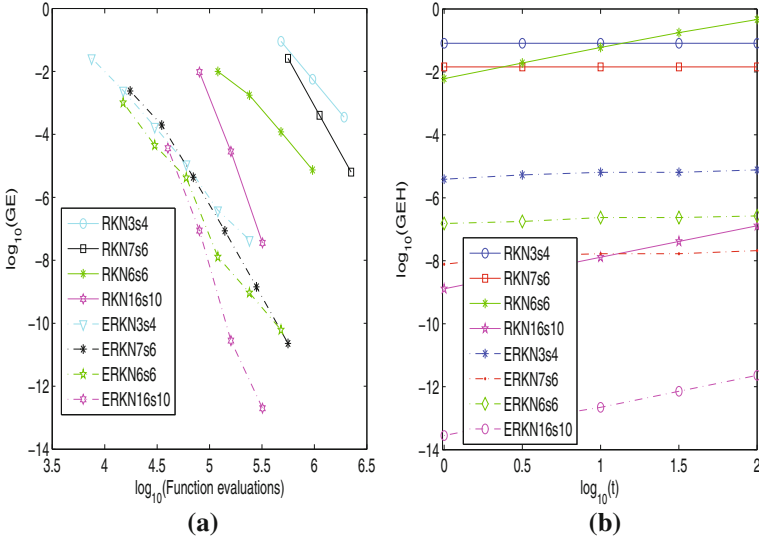 0
−2
−4
−6
−8
−10
−12
−14
log10(GE)
RKN3s4
RKN7s6
RKN6s6
RKN16s10
ERKN3s4
ERKN7s6
ERKN6s6
ERKN16s10
3.5 4 4.5 5 5.5 6 6.5
log10(Function evaluations)
(a)
0
−2
−4
−6
−8
−10
−12
−14
log10(GEH)
RKN3s4
RKN7s6
RKN6s6
RKN16s10
ERKN3s4
ERKN7s6
ERKN6s6
ERKN16s10
0 0.5 1 1.5 2
log10(t)
(b)